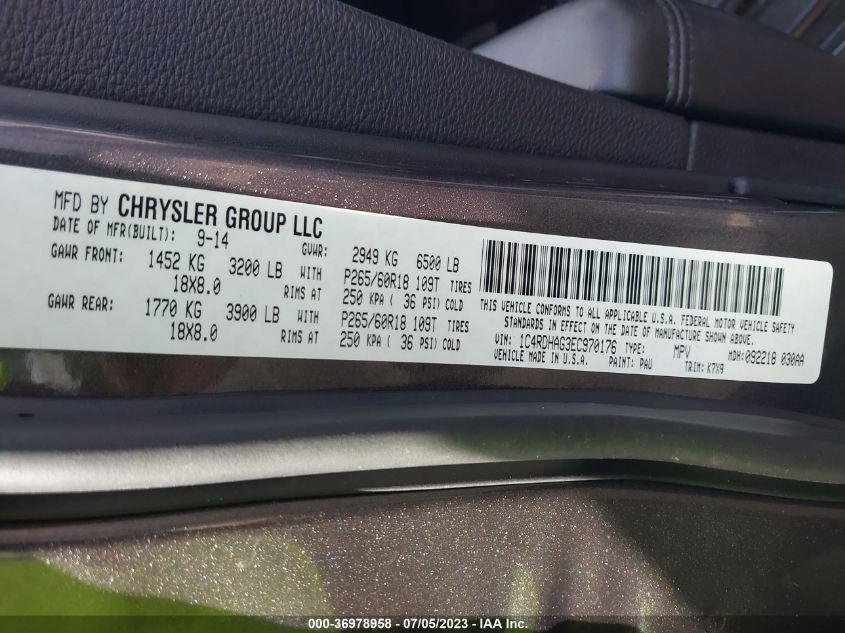 MFD BY CHRYSLER GROUP LLC
DATE OF MFR(BUILT): 9-14 GVWR: 2949 KG 6500 LB
GAWR FRONT: 1452 KG 3200 LB WITH P265/60R18 109T TIRES
18X8.0 RIMS AT 250 KPA ( 36 PSI) COLD
GAWR REAR: 1770 KG 3900 LB WITH P265/60R18 109T TIRES
18X8.0 RIMS AT 250 KPA ( 36 PSI) COLD
THIS VEHICLE CONFORMS TO ALL APPLICABLE U.S.A. FEDERAL MOTOR VEHICLE SAFETY
STANDARDS IN EFFECT ON THE DATE OF MANUFACTURE SHOWN ABOVE.
VIN: 1C4RDHAG3EC970176 TYPE: MPV MDH: 092218 030AA
VEHICLE MADE IN U.S.A. PAINT: PAU TRIM: K7X9
000-36978958 - 07/05/2023 - IAA Inc.